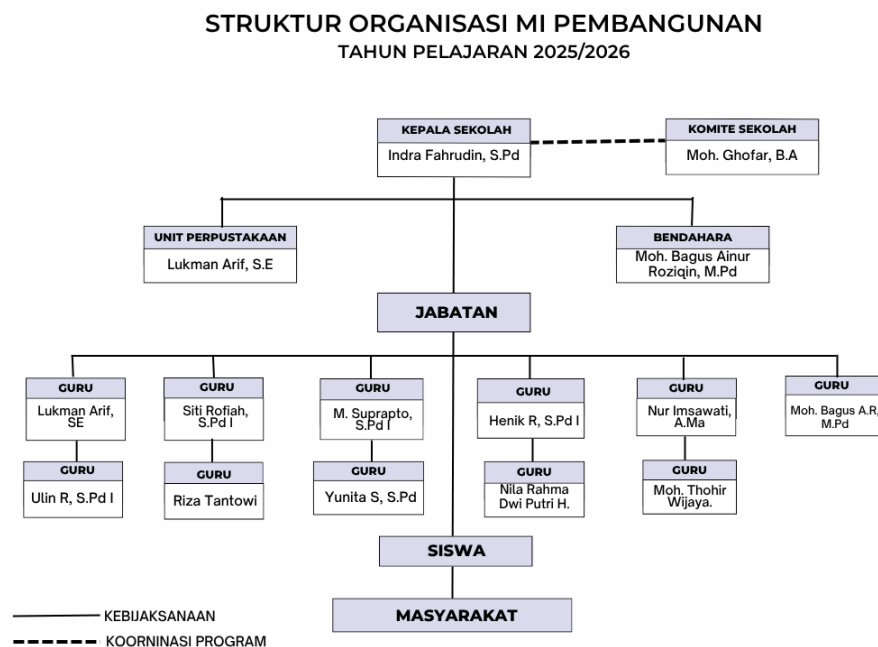 STRUKTUR ORGANISASI MI PEMBANGUNAN
TAHUN PELAJARAN 2025/2026
KEPALA SEKOLAH
Indra Fahrudin, S.Pd
KOMITE SEKOLAH
Moh. Ghofar, B.A
UNIT PERPUSTAKAAN
Lukman Arif, S.E
BENDAHARA
Moh. Bagus Ainur
Roziqin, M.Pd
JABATAN
GURU
Lukman Arif,
SE
GURU
Siti Rofiah,
S.Pd I
GURU
M. Suprapto,
S.Pd I
GURU
Henik R, S.Pd I
GURU
Nur Imsawati,
A.Ma
GURU
Moh. Bagus A.R,
M.Pd
GURU
Ulin R, S.Pd I
GURU
Riza Tantowi
GURU
Yunita S, S.Pd
GURU
Nila Rahma
Dwi Putri H.
GURU
Moh. Thohir
Wijaya.
SISWA
MASYARAKAT
KEBIJAKSANAAN
KOORNINASI PROGRAM